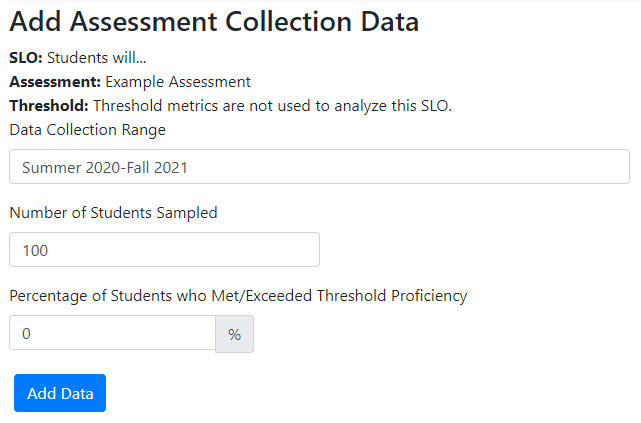 Add Assessment Collection Data
SLO: Students will...
Assessment: Example Assessment
Threshold: Threshold metrics are not used to analyze this SLO.
Data Collection Range
Summer 2020-Fall 2021
Number of Students Sampled
100
Percentage of Students who Met/Exceeded Threshold Proficiency
0 %
Add Data